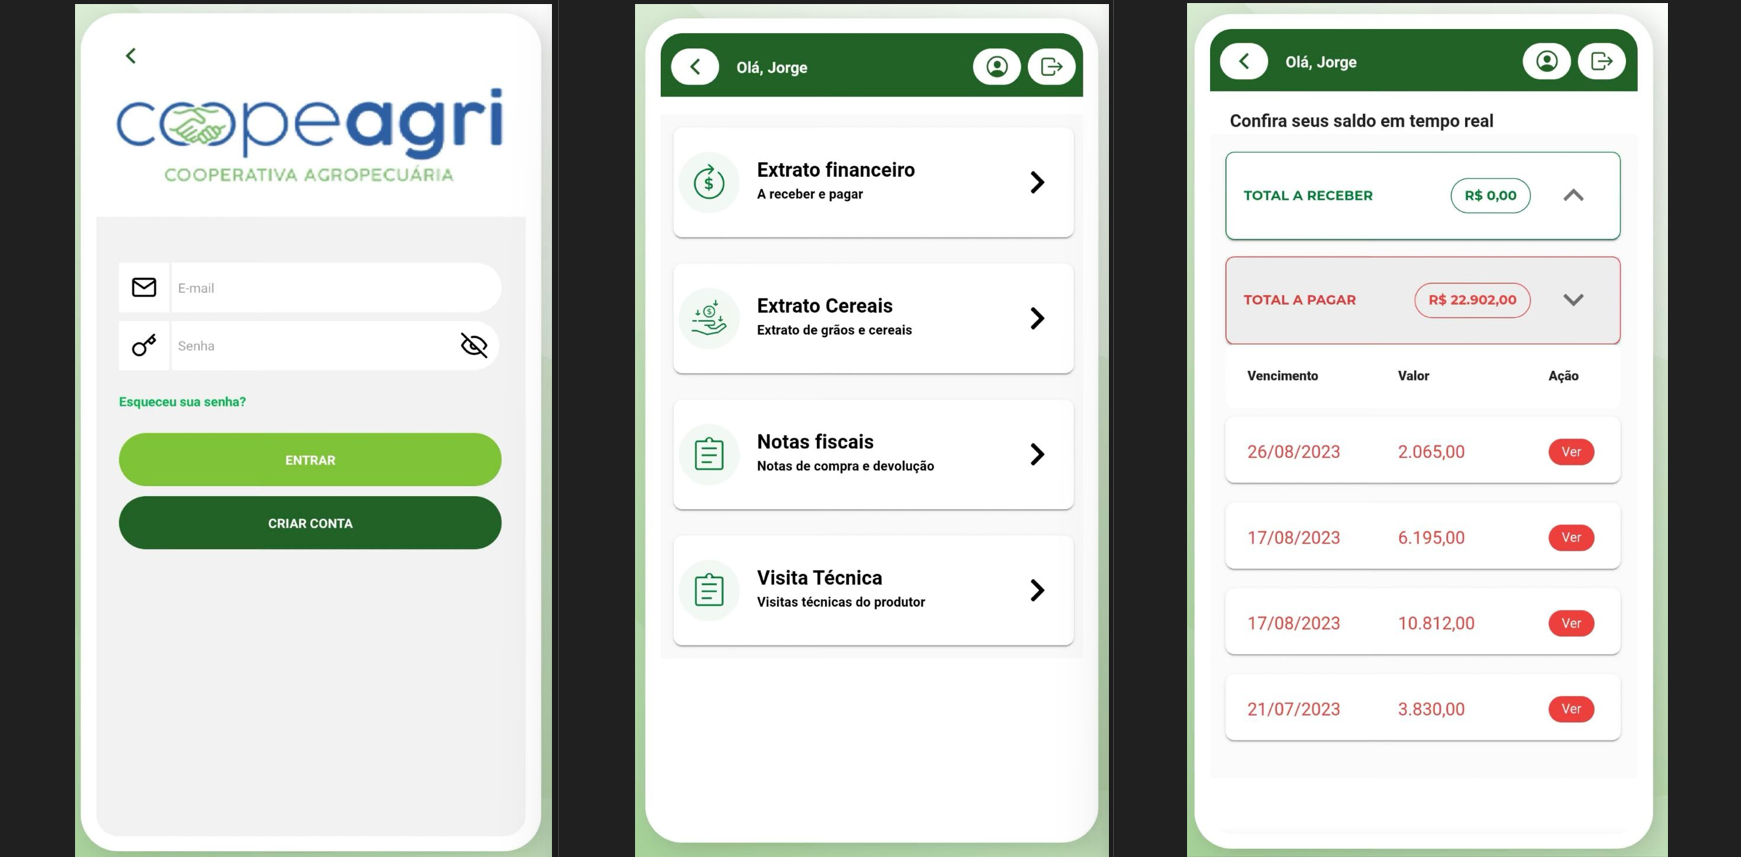 coopeagri
COOPERATIVA AGROPECUÁRIA
E-mail
Senha
Esqueceu sua senha?
ENTRAR
CRIAR CONTA
Olá, Jorge
Extrato financeiro
A receber e pagar
Extrato Cereais
Extrato de grãos e cereais
Notas fiscais
Notas de compra e devolução
Visita Técnica
Visitas técnicas do produtor
Olá, Jorge
Confira seus saldo em tempo real
TOTAL A RECEBER R$ 0,00
TOTAL A PAGAR R$ 22.902,00
Vencimento Valor Ação
26/08/2023 2.065,00 Ver
17/08/2023 6.195,00 Ver
17/08/2023 10.812,00 Ver
21/07/2023 3.830,00 Ver